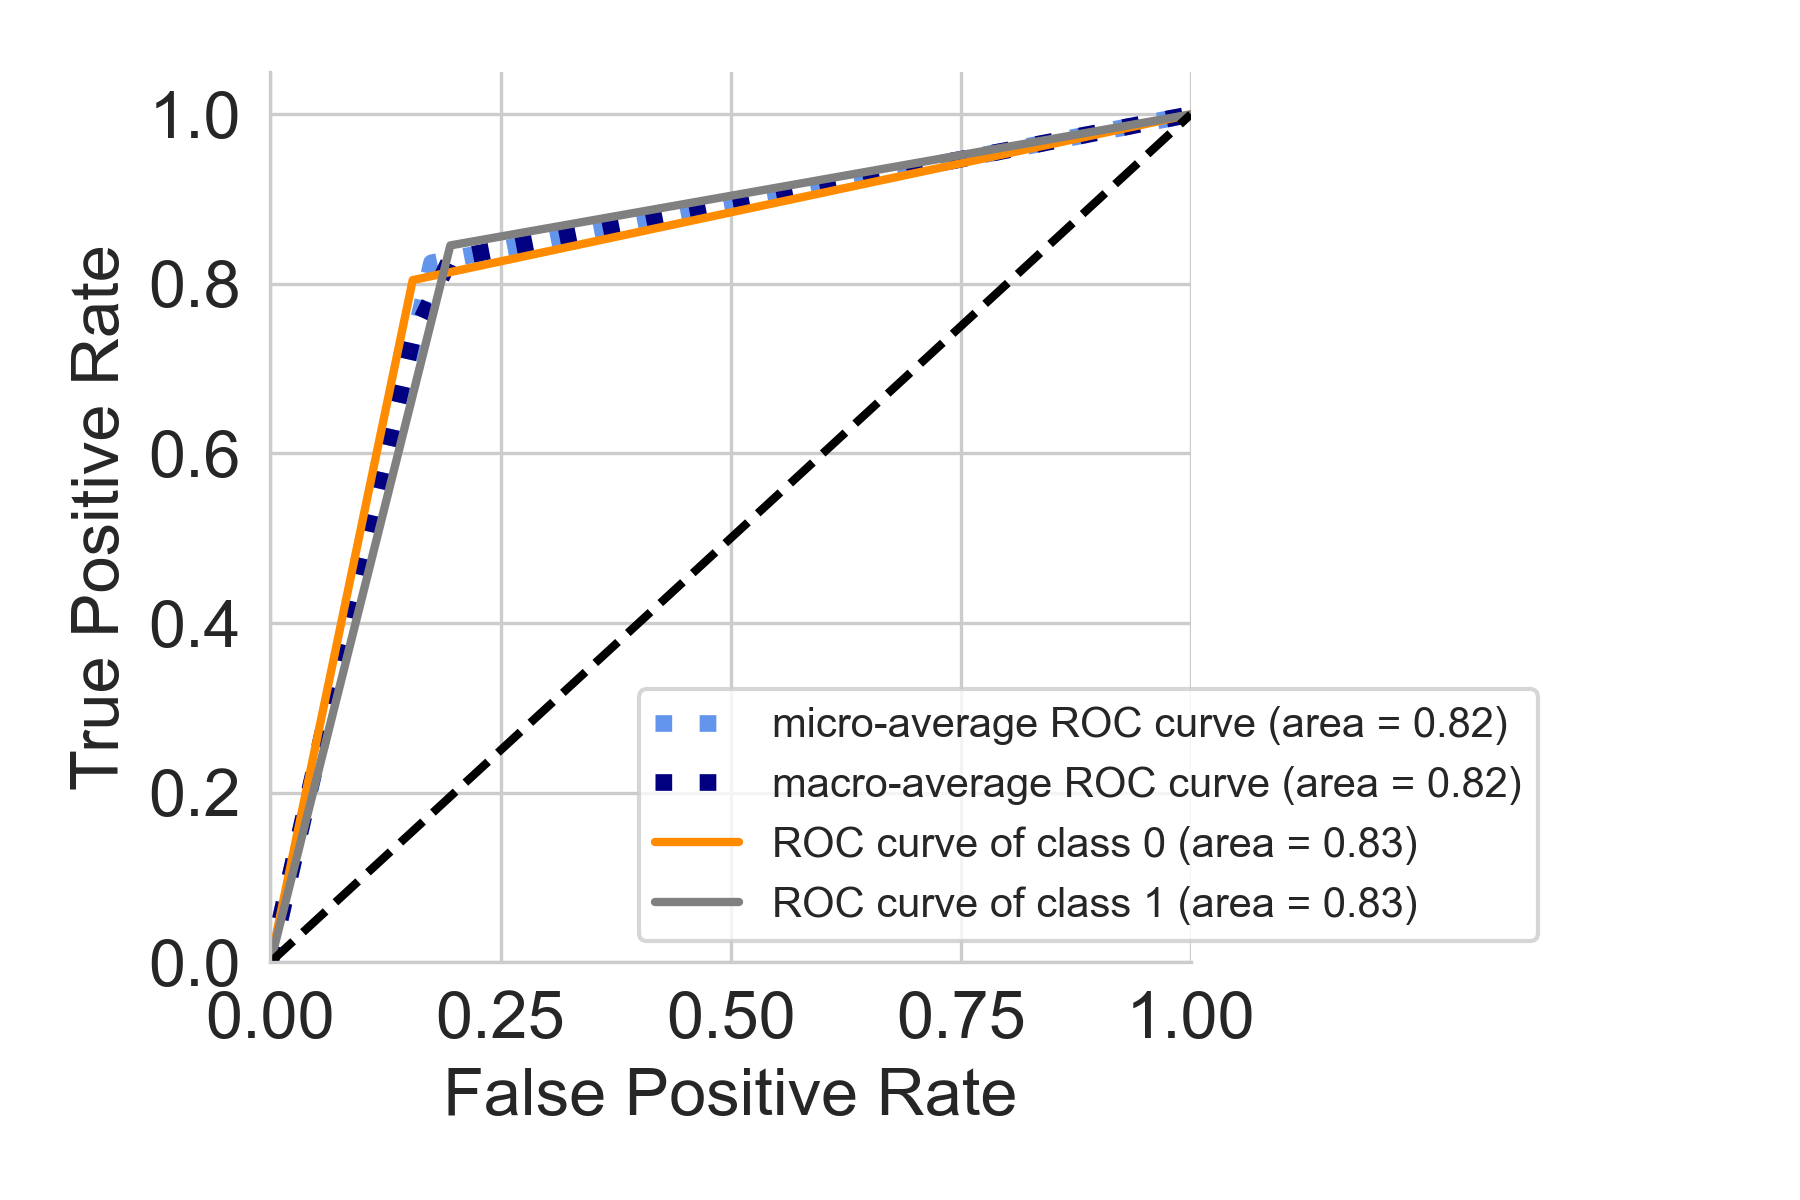 True Positive Rate
1.0
0.8
0.6
0.4
0.2
0.0
0.00 0.25 0.50 0.75 1.00
False Positive Rate
micro-average ROC curve (area = 0.82)
macro-average ROC curve (area = 0.82)
ROC curve of class 0 (area = 0.83)
ROC curve of class 1 (area = 0.83)